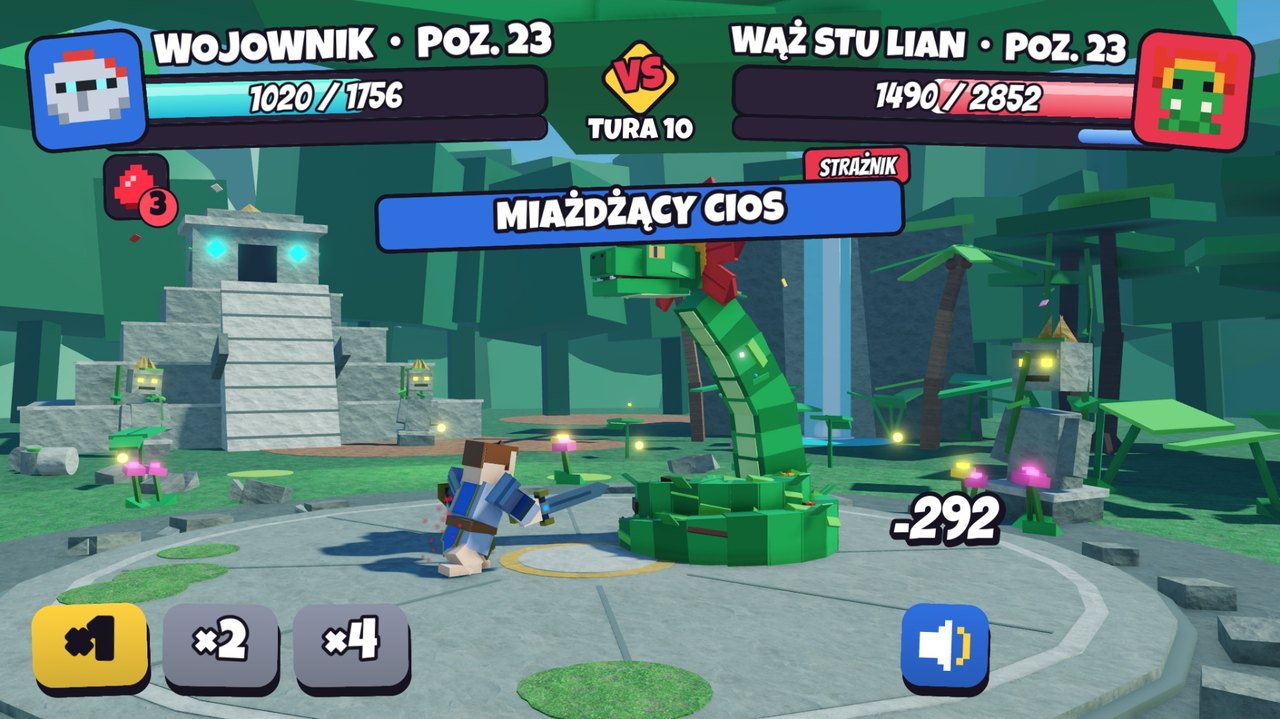 WOJOWNIK • POZ. 23
1020 / 1756
VS
TURA 10
WĄŻ STU LIAN • POZ. 23
1490 / 2852
3
STRAŻNIK
MIAŻDŻĄCY CIOS
-292
×1
×2
×4